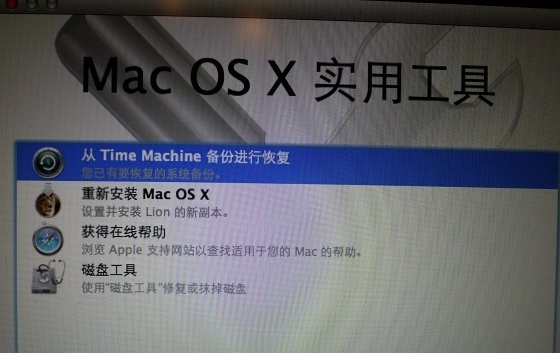 Mac OS X 实用工具
从 Time Machine 备份进行恢复
您已有要恢复的系统备份。
重新安装 Mac OS X
设置并安装 Lion 的新副本。
获得在线帮助
浏览 Apple 支持网站以查找适用于您的 Mac 的帮助。
磁盘工具
使用“磁盘工具”修复或抹掉磁盘